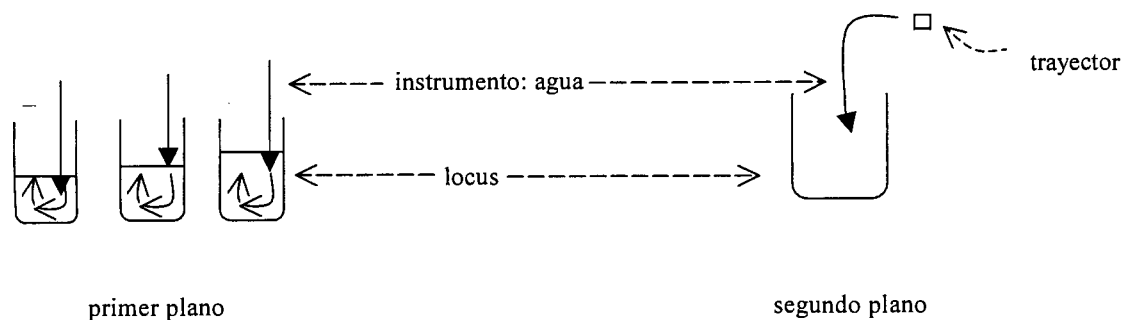 trayector
instrumento: agua
locus
primer plano
segundo plano